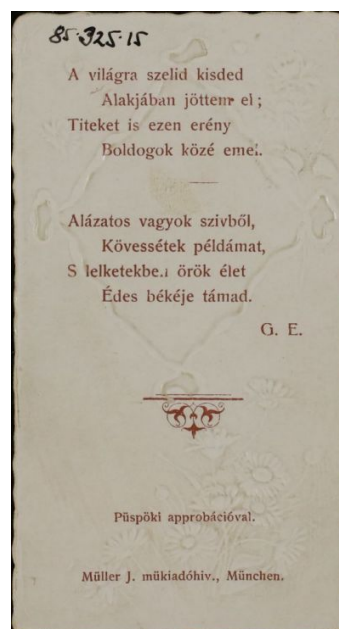 85.325.15
A világra szelid kisded
Alakjában jöttem el;
Titeket is ezen erény
Boldogok közé emel.
Alázatos vagyok szivből,
Kövessétek példámat,
S lelketekben örök élet
Édes békéje támad.
G. E.
Püspöki approbációval.
Müller J. műkiadóhiv., München.